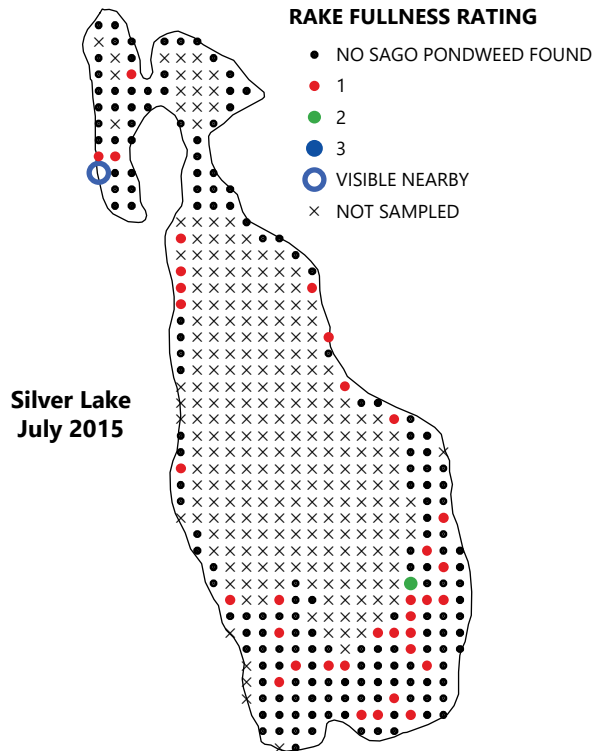 RAKE FULLNESS RATING
NO SAGO PONDWEED FOUND
1
2
3
VISIBLE NEARBY
NOT SAMPLED
Silver Lake
July 2015